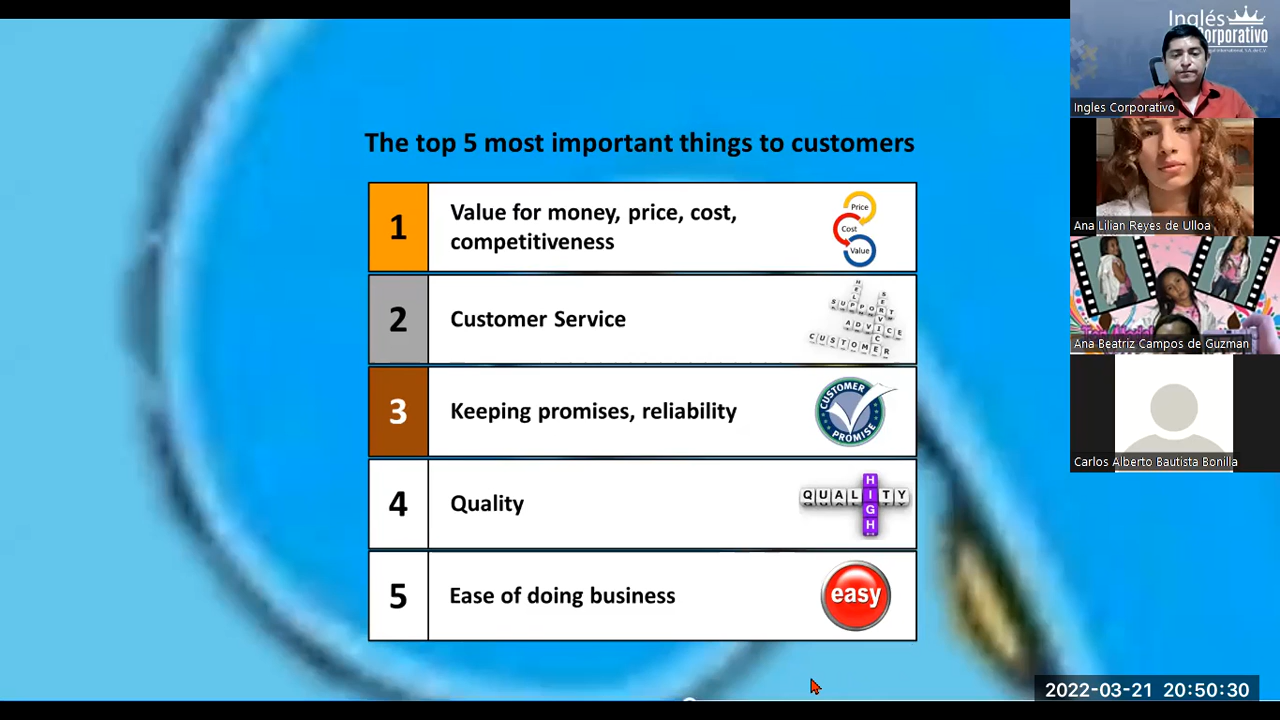 The top 5 most important things to customers
1
Value for money, price, cost,
competitiveness
Price
Cost
Value
2
Customer Service
HELP
SUPPORT
SERVICE
ADVICE
CUSTOMER
3
Keeping promises, reliability
CUSTOMER
PROMISE
4
Quality
QUALITY
HIGH
5
Ease of doing business
easy
Inglés
Corporativo
Ingles Corporativo
Ana Lilian Reyes de Ulloa
Ana Beatriz Campos de Guzman
Carlos Alberto Bautista Bonilla
2022-03-21 20:50:30